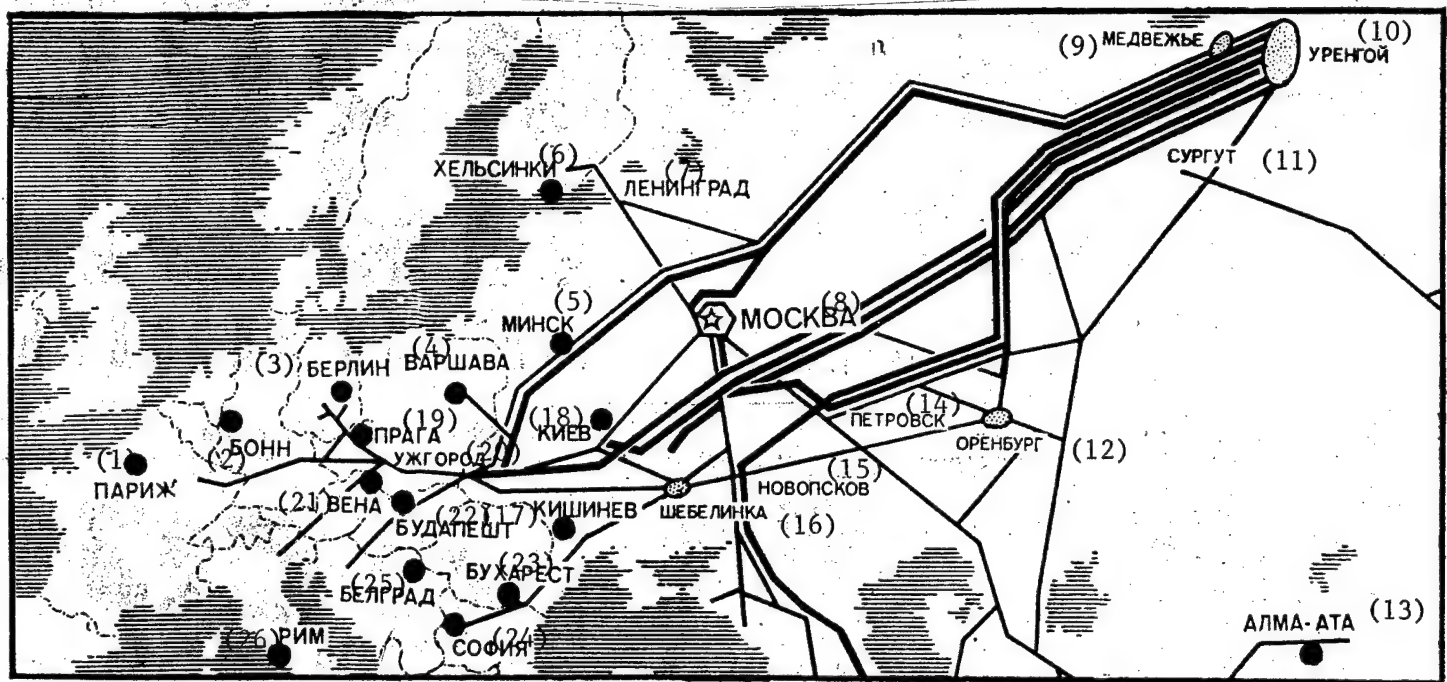 (9) МЕДВЕЖЬЕ
(10)
УРЕНГОЙ
СУРГУТ (11)
ХЕЛЬСИНКИ (6)
(7)
ЛЕНИНГРАД
(5)
МИНСК
МОСКВА (8)
(3) БЕРЛИН
(4)
ВАРШАВА
БОНН
(19)
ПРАГА
УЖГОРОД (20)
(18)
КИЕВ
(14)
ПЕТРОВСК
ОРЕНБУРГ
(12)
(1)
ПАРИЖ
(2)
(21) ВЕНА
БУДАПЕШТ (22)
(17) КИШИНЕВ
ШЕБЕЛИНКА
(15)
НОВОПСКОВ
(16)
(23)
БУХАРЕСТ
(25)
БЕЛГРАД
СОФИЯ (24)
(26) РИМ
АЛМА-АТА (13)